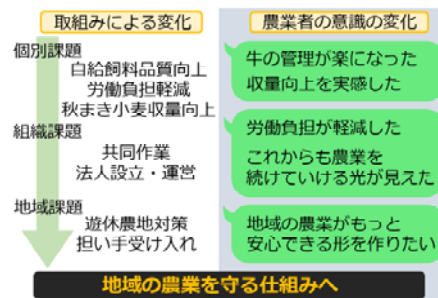 取組みによる変化
農業者の意識の変化
個別課題
白給飼料品質向上
労働負担軽減
秋まき小麦収量向上
牛の管理が楽になった
収量向上を実感した
組織課題
共同作業
法人設立・運営
労働負担が軽減した
これからも農業を
続けていける光が見えた
地域課題
遊休農地対策
担い手受け入れ
地域の農業がもっと
安心できる形を作りたい
地域の農業を守る仕組みへ